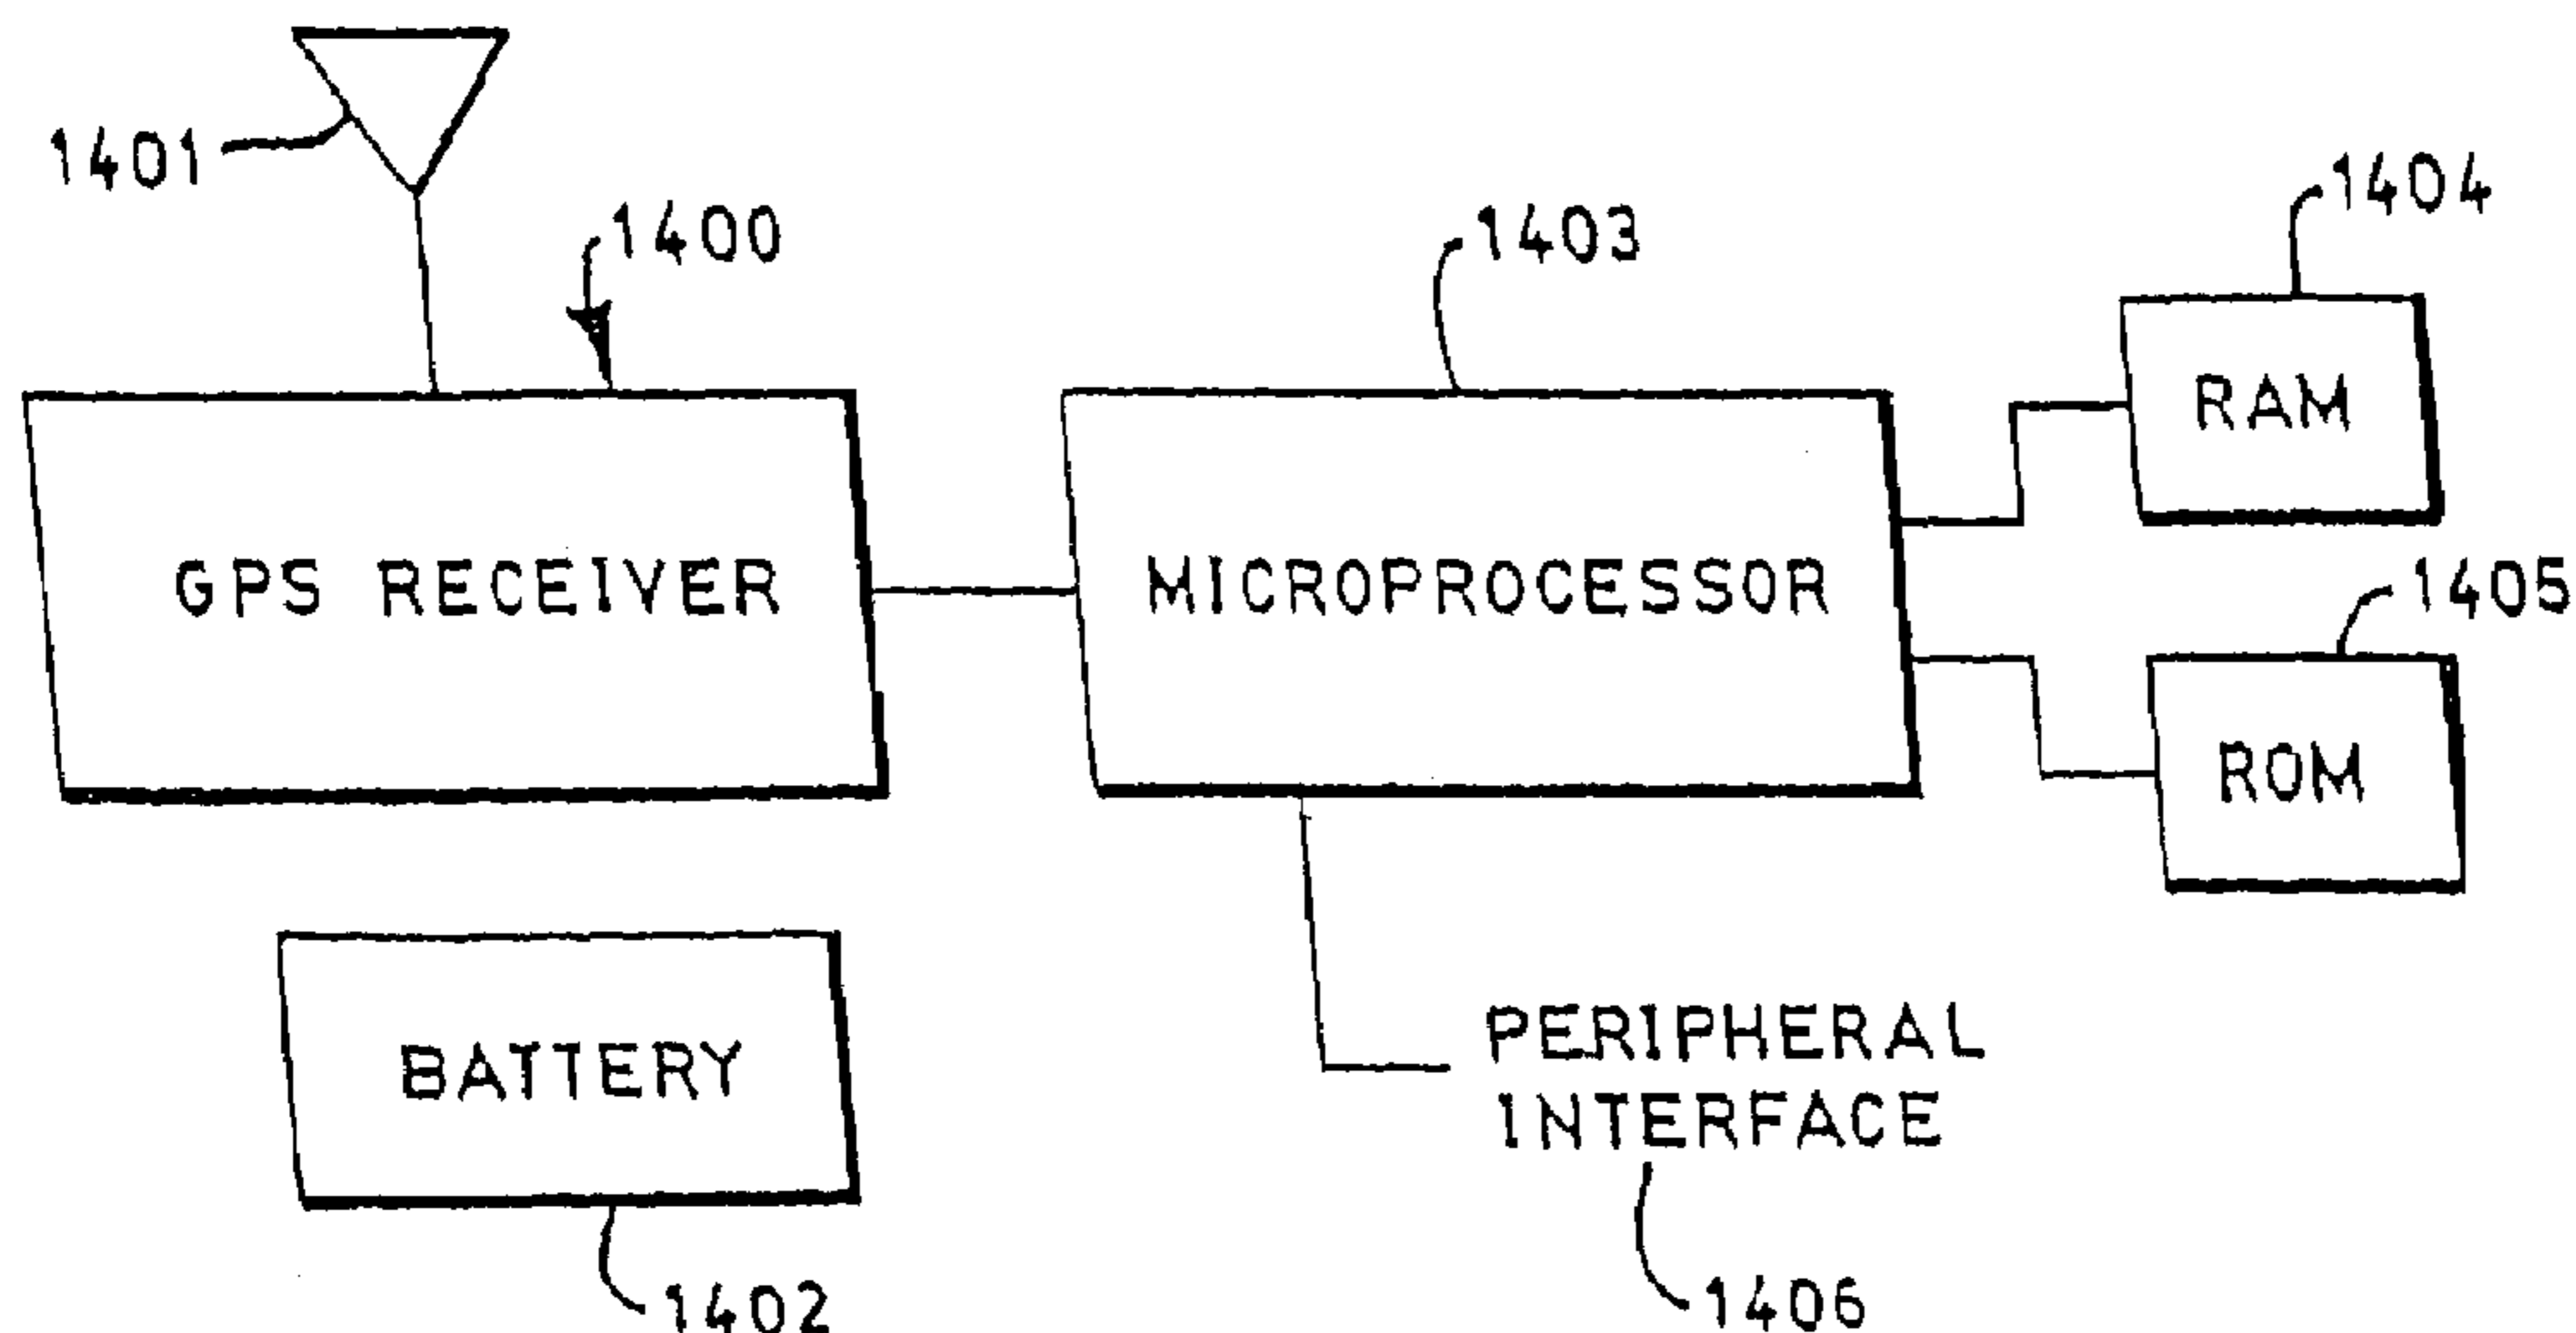 1401
1400
1403
1404
GPS RECEIVER
MICROPROCESSOR
RAM
1405
ROM
BATTERY
PERIPHERAL
INTERFACE
1402
1406